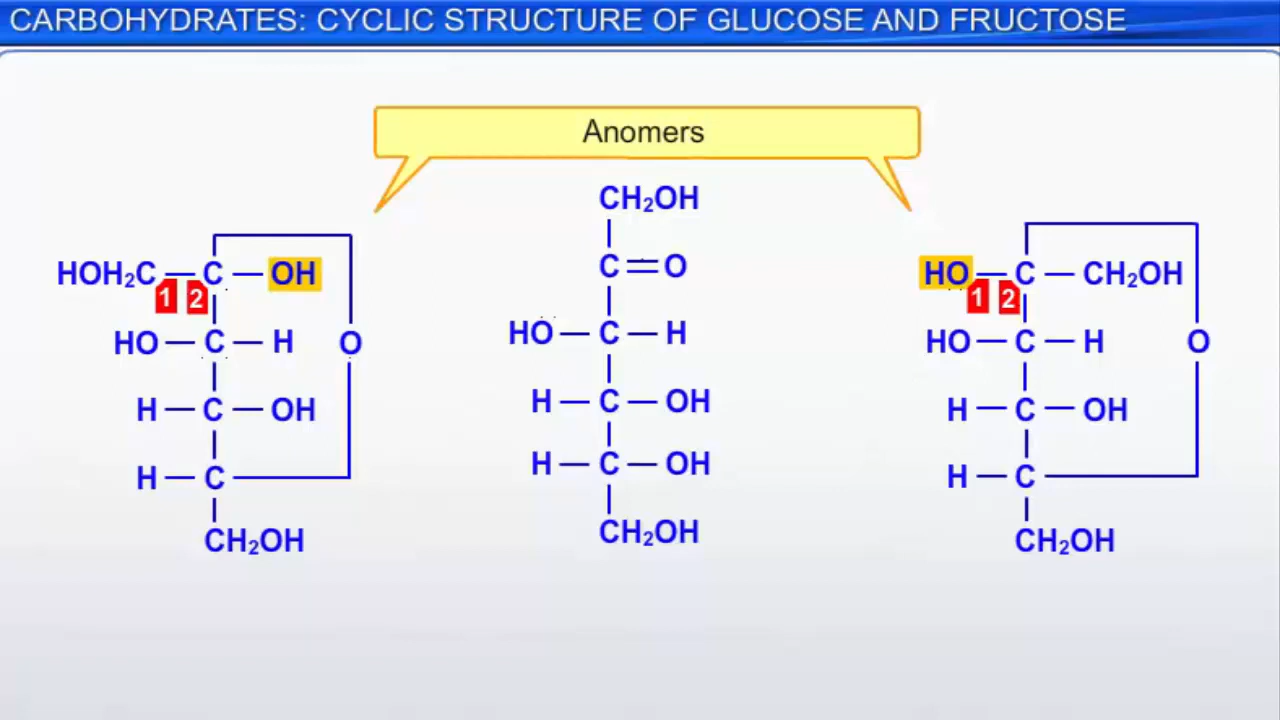 CARBOHYDRATES: CYCLIC STRUCTURE OF GLUCOSE AND FRUCTOSE
Anomers
HOH₂C C OH
1 2
HO C H O
H C OH
H C
CH₂OH
CH₂OH
C O
HO C H
H C OH
H C OH
CH₂OH
HO C CH₂OH
1 2
HO C H O
H C OH
H C
CH₂OH